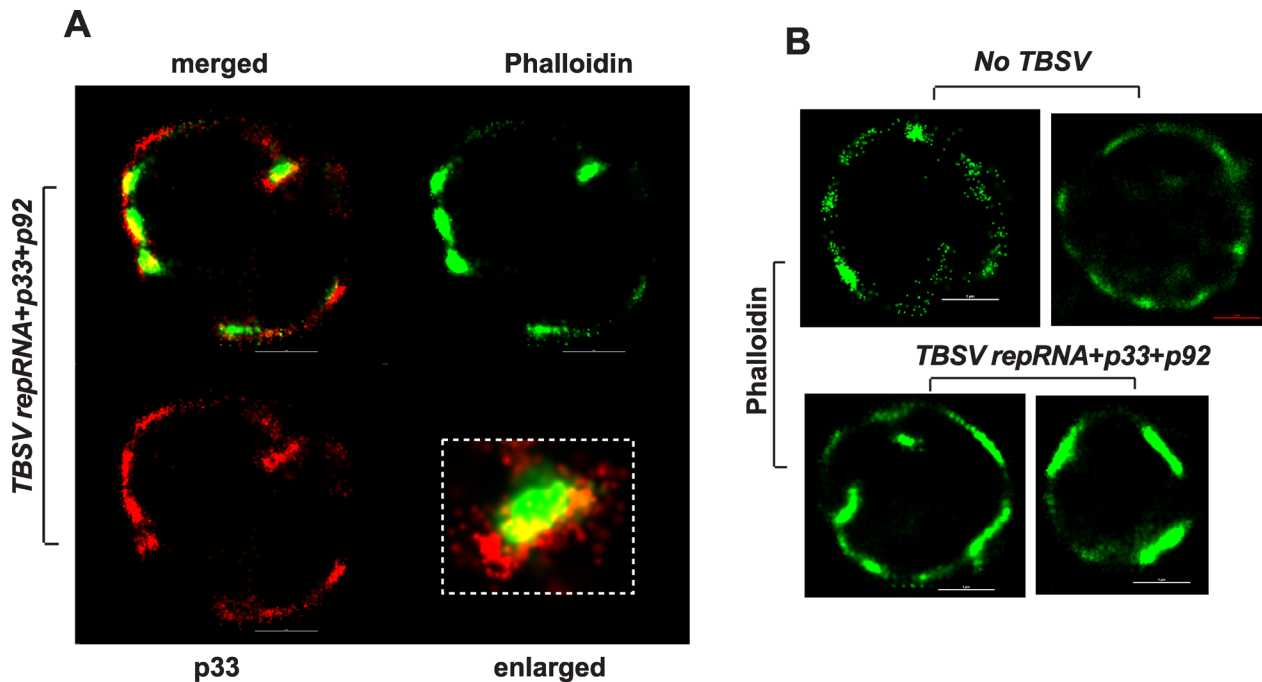 A
merged
Phalloidin
TBSV repRNA+p33+p92
p33
enlarged
B
No TBSV
Phalloidin
TBSV repRNA+p33+p92